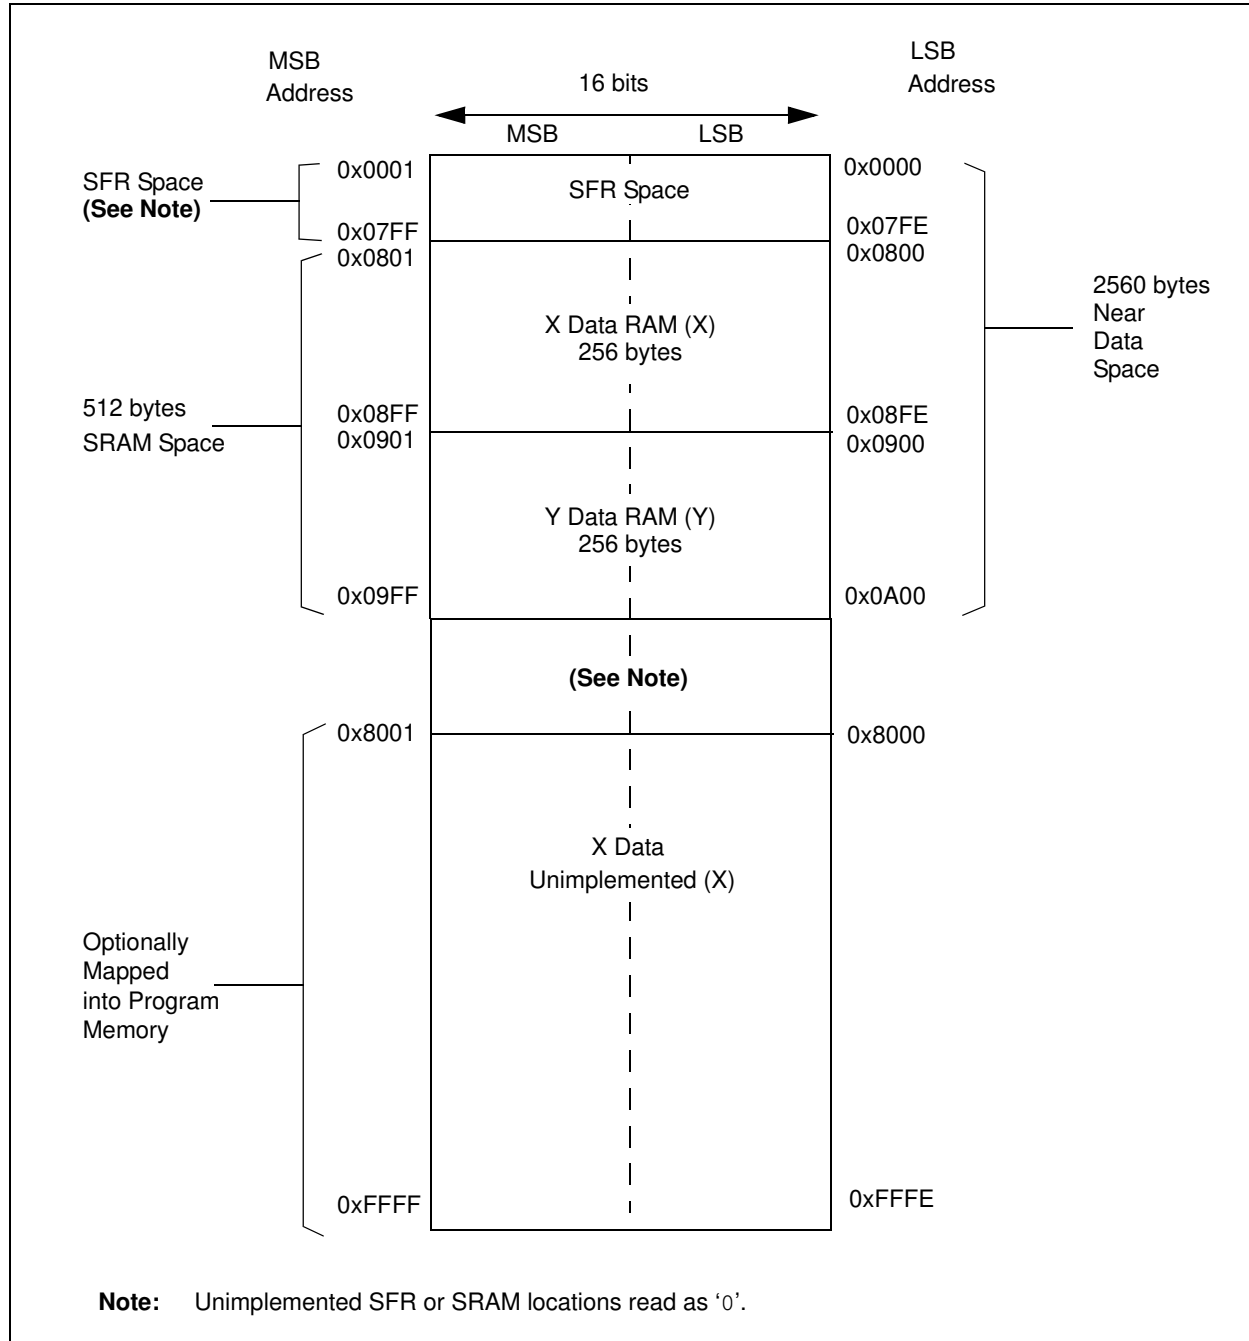 MSB
Address
LSB
Address
16 bits
MSB
LSB
0x0001
0x0000
SFR Space
(See Note)
SFR Space
0x07FF
0x07FE
0x0801
0x0800
2560 bytes
Near
Data
Space
X Data RAM (X)
256 bytes
512 bytes
SRAM Space
0x08FF
0x08FE
0x0901
0x0900
Y Data RAM (Y)
256 bytes
0x09FF
0x0A00
(See Note)
0x8001
0x8000
X Data
Unimplemented (X)
Optionally
Mapped
into Program
Memory
0xFFFF
0xFFFE
Note: Unimplemented SFR or SRAM locations read as ‘0’.